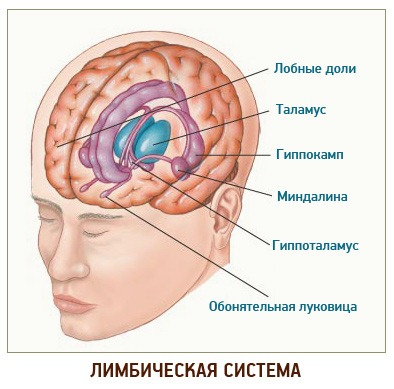 Лобные доли
Таламус
Гиппокамп
Миндалина
Гиппоталамус
Обонятельная луковица
ЛИМБИЧЕСКАЯ СИСТЕМА